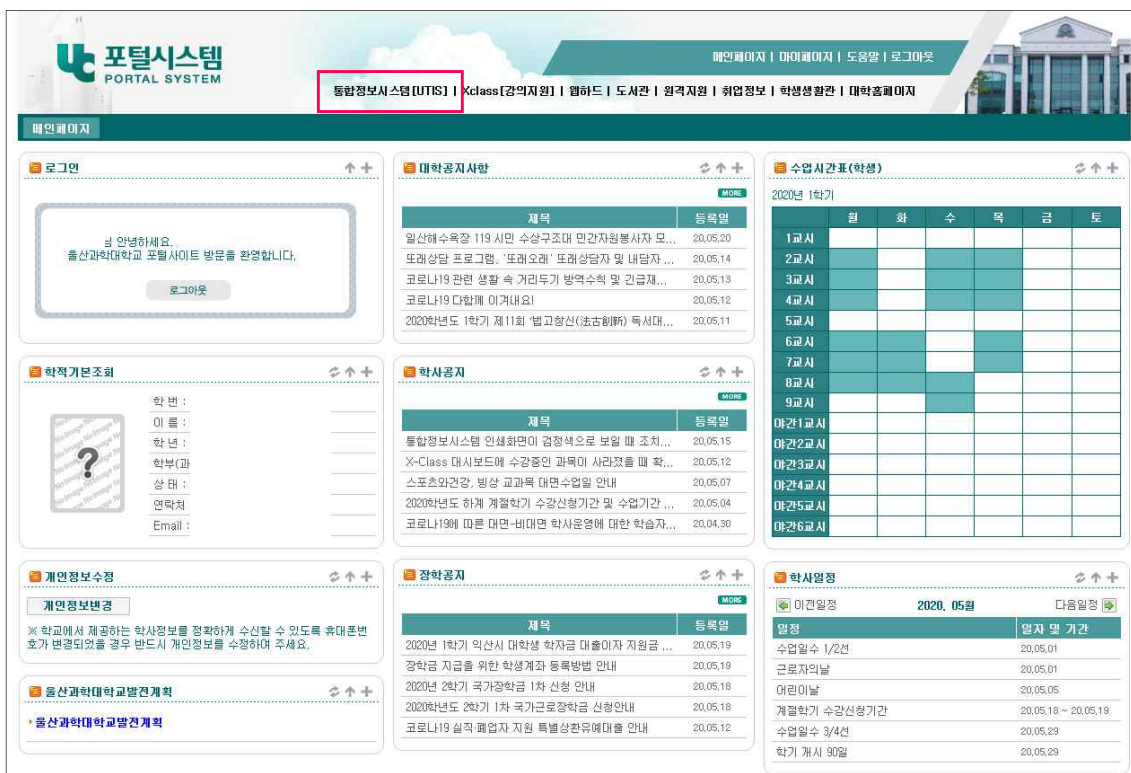 Uc 포털시스템
PORTAL SYSTEM
메인페이지 | 마이페이지 | 도움말 | 로그아웃
통합정보시스템[UTIS] | Xclass[강의지원] | 웹하드 | 도서관 | 원격지원 | 취업정보 | 학생생활관 | 대학홈페이지
메인페이지
로그인
님 안녕하세요.
울산과학대학교 포털사이트 방문을 환영합니다.
로그아웃
학적기본조회
No Image
?
학 번 :
이 름 :
학 년 :
학부(과
상 태 :
연락처
Email :
개인정보수정
개인정보변경
※ 학교에서 제공하는 학사정보를 정확하게 수신할 수 있도록 휴대폰번
호가 변경되었을 경우 반드시 개인정보를 수정하여 주세요.
울산과학대학교발전계획
울산과학대학교발전계획
대학공지사항
MORE
제목 등록일
일산해수욕장 119 시민 수상구조대 민간자원봉사자 모... 20.05.20
또래상담 프로그램, '또래오래' 또래상담자 및 내담자 ... 20.05.14
코로나19 관련 생활 속 거리두기 방역수칙 및 긴급재... 20.05.13
코로나19 다함께 이겨내요! 20.05.12
2020학년도 1학기 제11회 '법고창신(法古創新) 독서대... 20.05.11
학사공지
MORE
제목 등록일
통합정보시스템 인쇄화면이 검정색으로 보일 때 조치... 20.05.15
X-Class 대시보드에 수강중인 과목이 사라졌을 때 확... 20.05.12
스포츠와건강, 빙상 교과목 대면수업일 안내 20.05.07
2020학년도 하계 계절학기 수강신청기간 및 수업기간 ... 20.05.04
코로나19에 따른 대면-비대면 학사운영에 대한 학습자... 20.04.30
장학공지
MORE
제목 등록일
2020년 1학기 익산시 대학생 학자금 대출이자 지원금 ... 20.05.19
장학금 지급을 위한 학생계좌 등록방법 안내 20.05.19
2020년 2학기 국가장학금 1차 신청 안내 20.05.18
2020학년도 2학기 1차 국가근로장학금 신청안내 20.05.18
코로나19 실직·폐업자 지원 특별상환유예대출 안내 20.05.12
수업시간표(학생)
2020년 1학기
월 화 수 목 금 토
1교시
2교시
3교시
4교시
5교시
6교시
7교시
8교시
9교시
야간1교시
야간2교시
야간3교시
야간4교시
야간5교시
야간6교시
학사일정
이전일정 2020. 05월 다음일정
일정 일자 및 기간
수업일수 1/2선 20.05.01
근로자의날 20.05.01
어린이날 20.05.05
계절학기 수강신청기간 20.05.18 ~ 20.05.19
수업일수 3/4선 20.05.29
학기 개시 90일 20.05.29